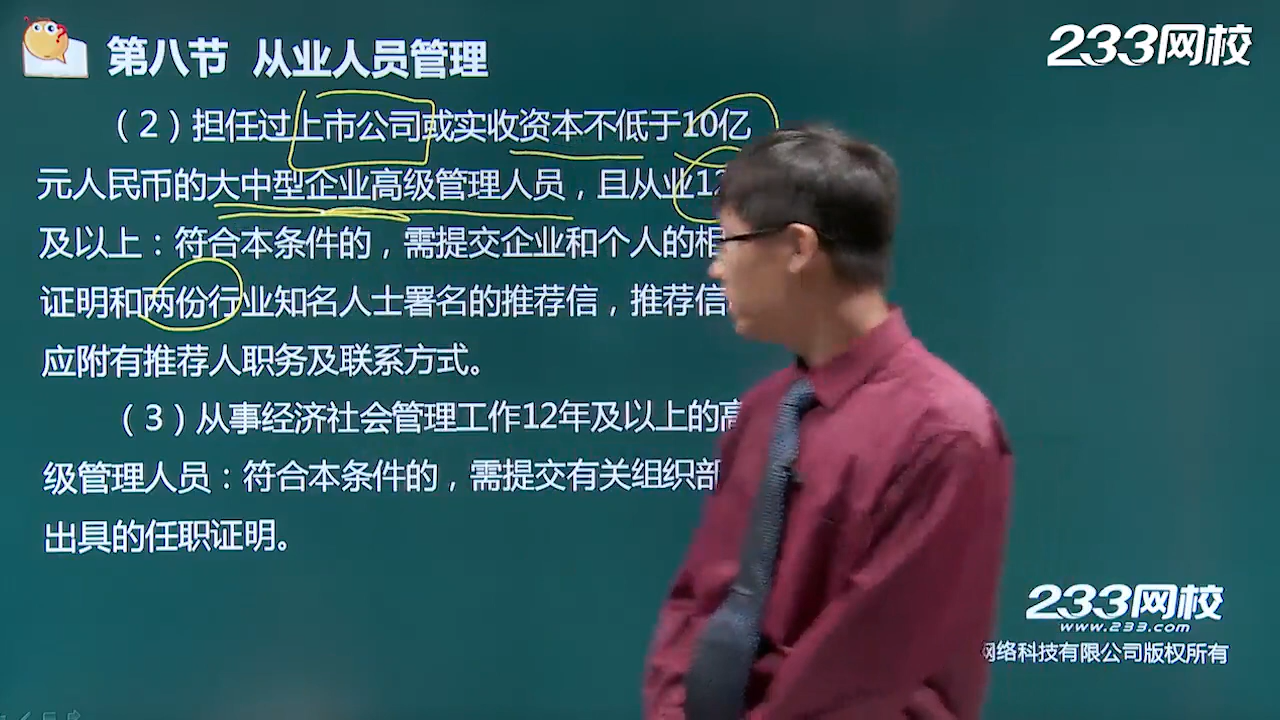 第八节 从业人员管理
233网校
（2）担任过上市公司或实收资本不低于10亿
元人民币的大中型企业高级管理人员，且从业12
及以上：符合本条件的，需提交企业和个人的相
证明和两份行业知名人士署名的推荐信，推荐信
应附有推荐人职务及联系方式。
（3）从事经济社会管理工作12年及以上的高
级管理人员：符合本条件的，需提交有关组织部
出具的任职证明。
233网校
www.233.com
网络科技有限公司版权所有